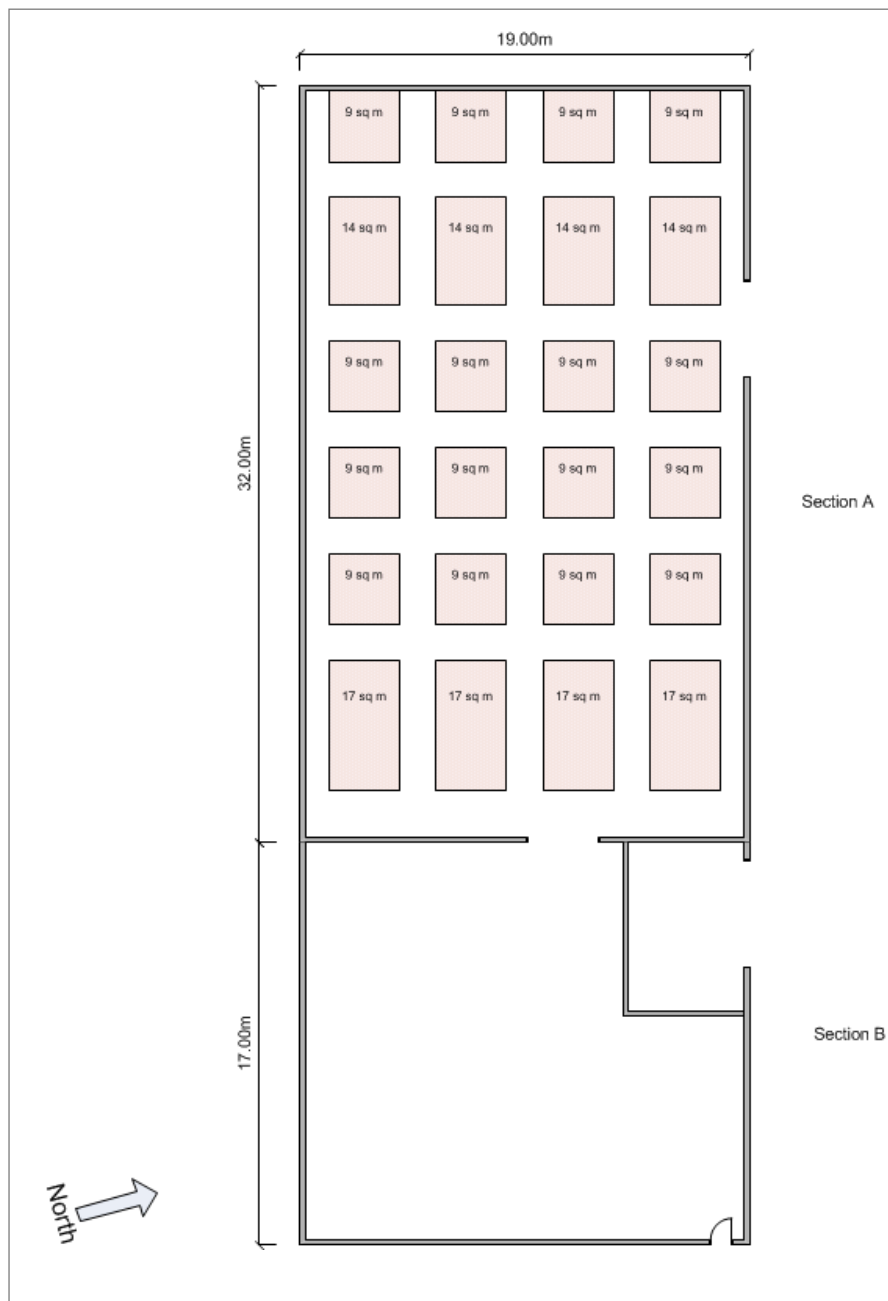 19.00m
9 sq m 9 sq m 9 sq m 9 sq m
14 sq m 14 sq m 14 sq m 14 sq m
9 sq m 9 sq m 9 sq m 9 sq m
32.00m
9 sq m 9 sq m 9 sq m 9 sq m
Section A
9 sq m 9 sq m 9 sq m 9 sq m
17 sq m 17 sq m 17 sq m 17 sq m
17.00m
Section B
North